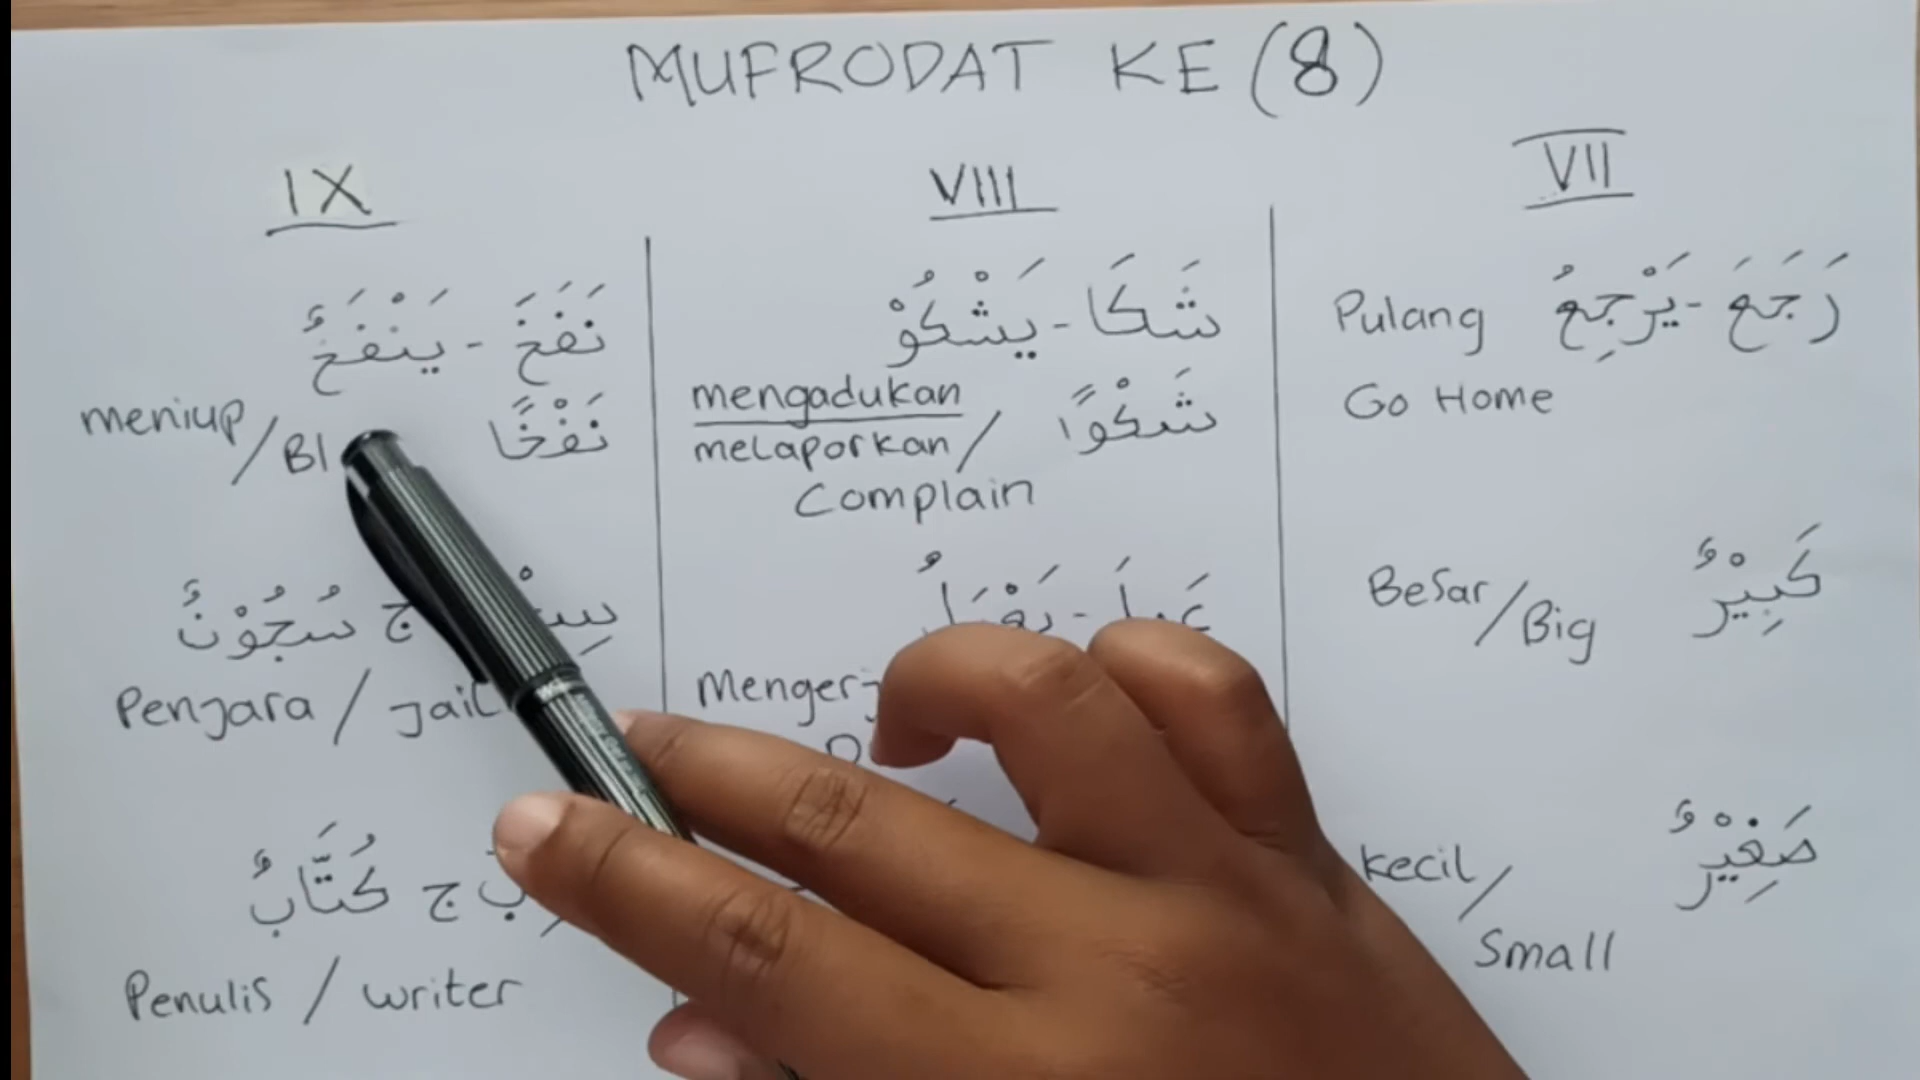 MUFRODAT KE (8)
IX
نَفَخَ - يَنْفَخُ
meniup / نَفْخًا
ج سُجُوْنٌ
Penjara / jail
ج كُتَّابٌ
Penulis / writer
VIII
شَكَا - يَشْكُوْ
mengadukan
melaporkan / شَكْوًا
Complain
VII
Pulang رَجَعَ - يَرْجِعُ
Go Home
Besar / Big كَبِيْرٌ
kecil / صَغِيْرٌ
Small